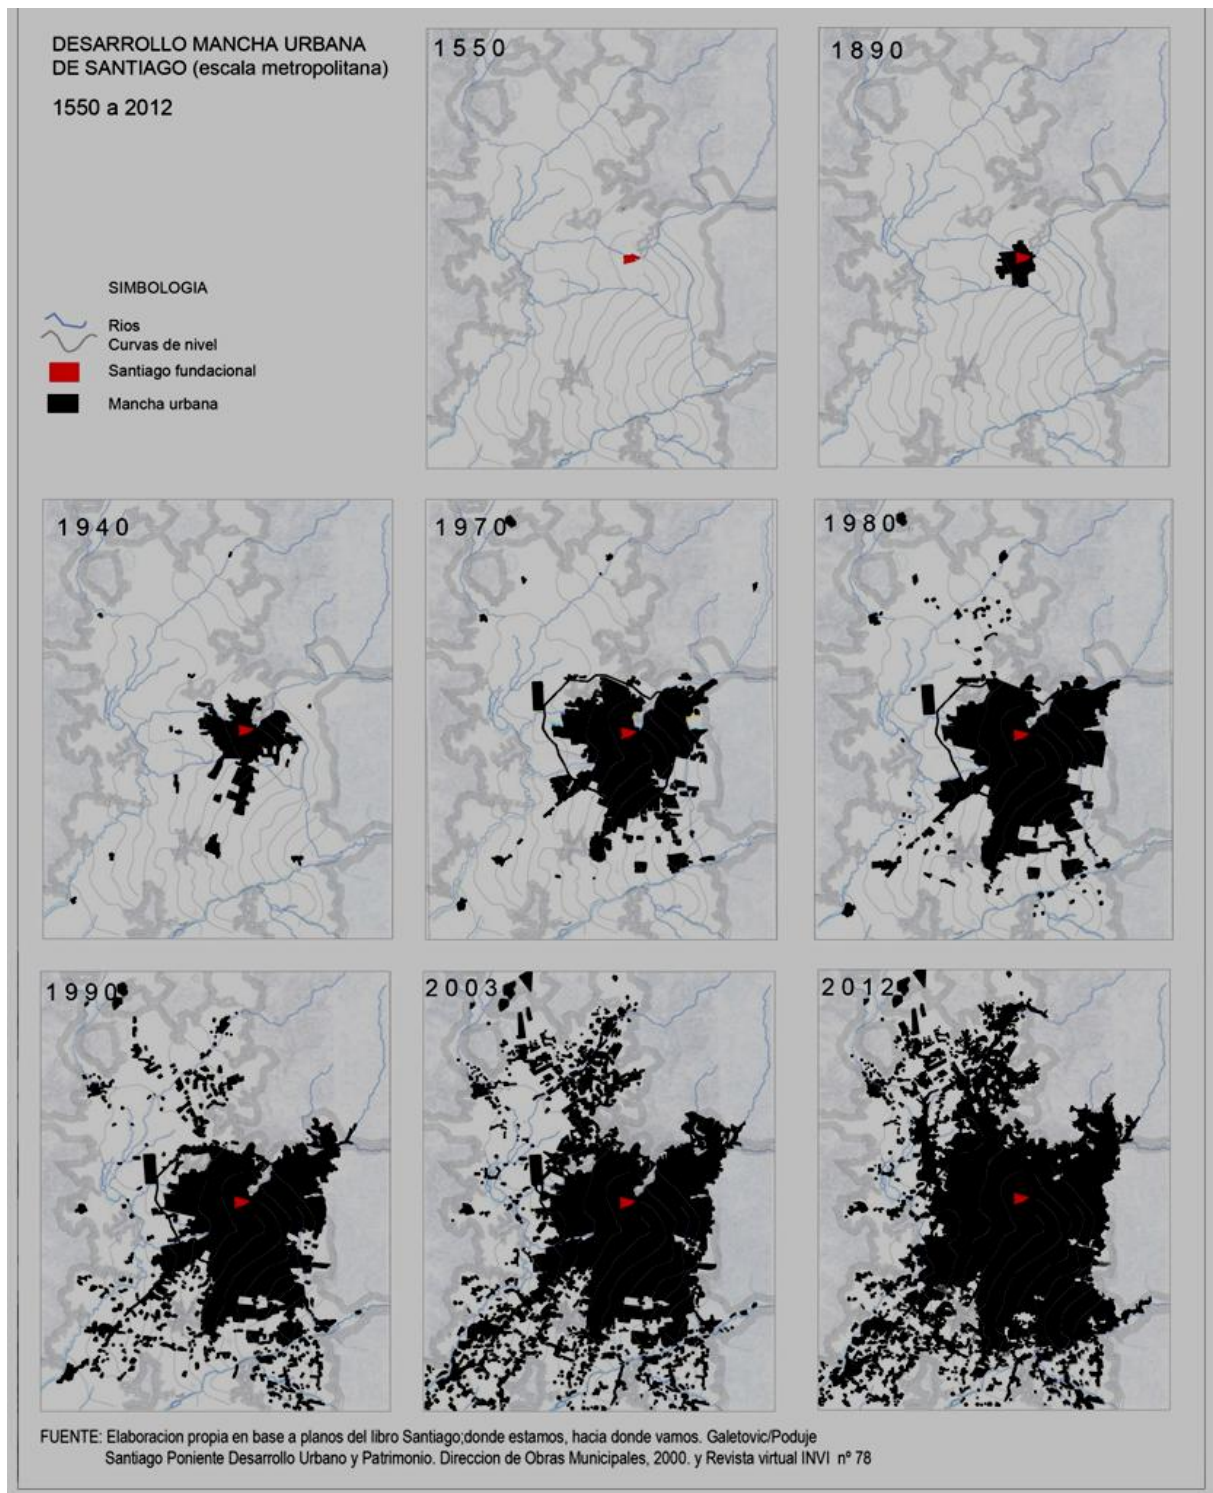 DESARROLLO MANCHA URBANA
DE SANTIAGO (escala metropolitana)
1550 a 2012
SIMBOLOGIA
Rios
Curvas de nivel
Santiago fundacional
Mancha urbana
1550
1890
1940
1970
1980
1990
2003
2012
FUENTE: Elaboracion propia en base a planos del libro Santiago;donde estamos, hacia donde vamos. Galetovic/Poduje
Santiago Poniente Desarrollo Urbano y Patrimonio. Direccion de Obras Municipales, 2000. y Revista virtual INVI nº 78